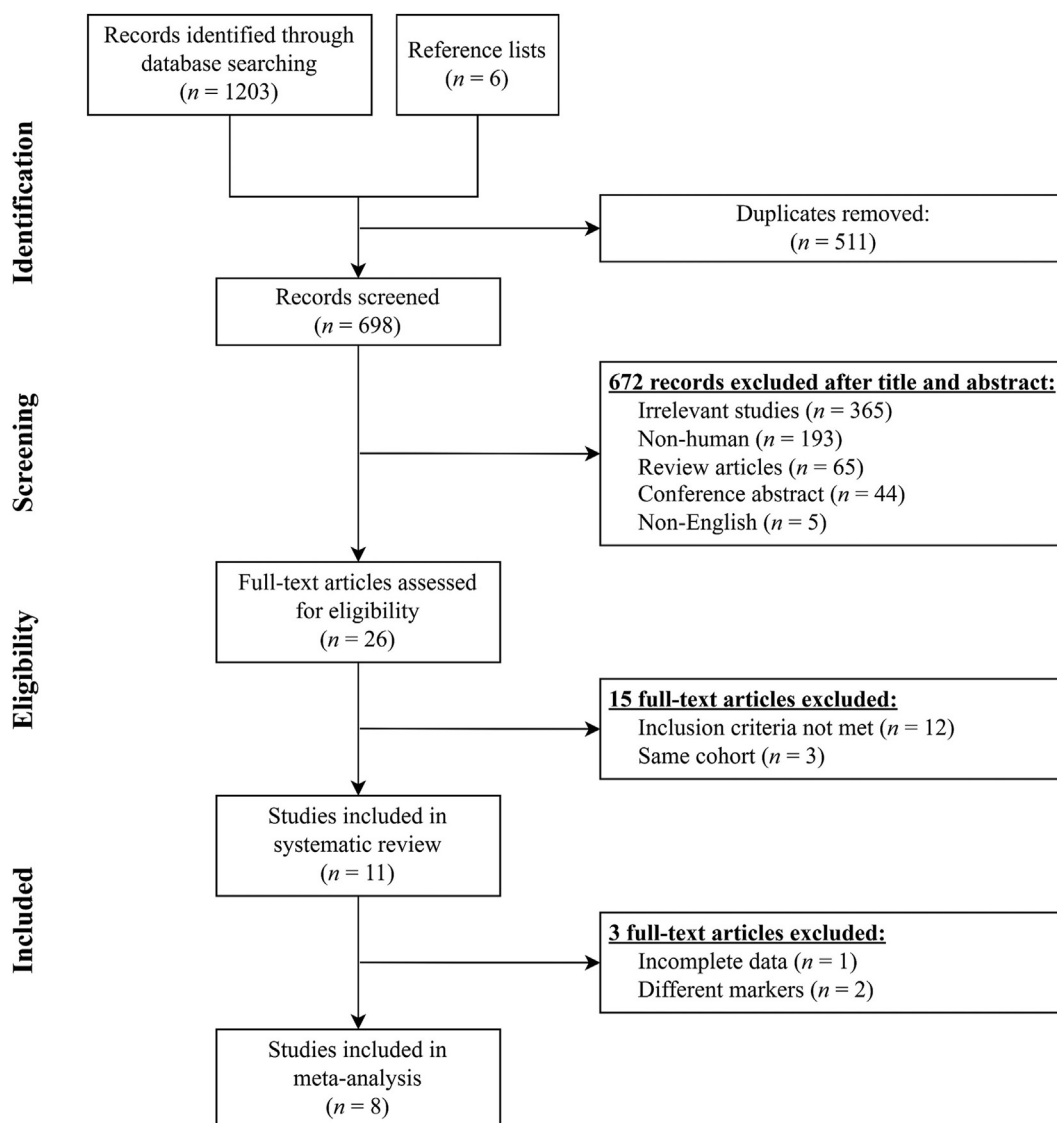 Records identified through
database searching
(n = 1203)
Reference lists
(n = 6)
Identification
Duplicates removed:
(n = 511)
Records screened
(n = 698)
Screening
672 records excluded after title and abstract:
Irrelevant studies (n = 365)
Non-human (n = 193)
Review articles (n = 65)
Conference abstract (n = 44)
Non-English (n = 5)
Full-text articles assessed
for eligibility
(n = 26)
Eligibility
15 full-text articles excluded:
Inclusion criteria not met (n = 12)
Same cohort (n = 3)
Studies included in
systematic review
(n = 11)
Included
3 full-text articles excluded:
Incomplete data (n = 1)
Different markers (n = 2)
Studies included in
meta-analysis
(n = 8)